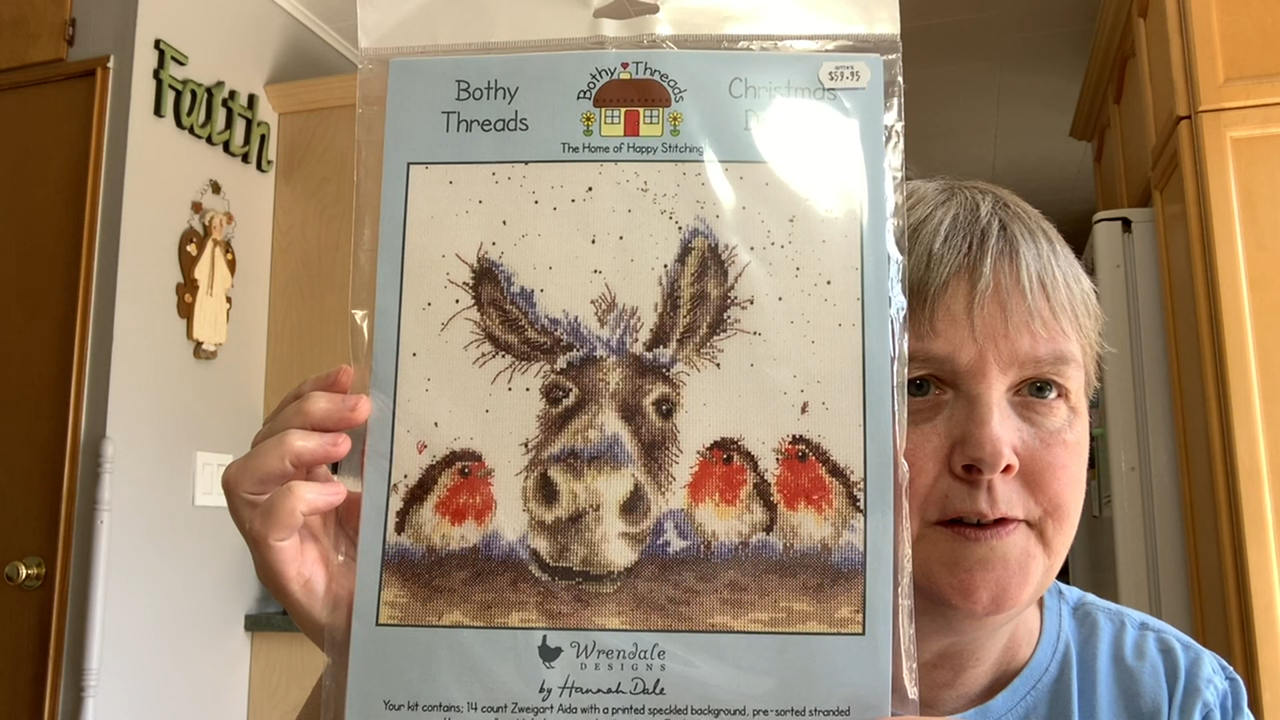 Faith
Bothy
Threads
Bothy Threads
The Home of Happy Stitching
Christmas
$59.95
Wrendale
DESIGNS
by Hannah Dale
Your kit contains; 14 count Zweigart Aida with a printed speckled background, pre-sorted stranded